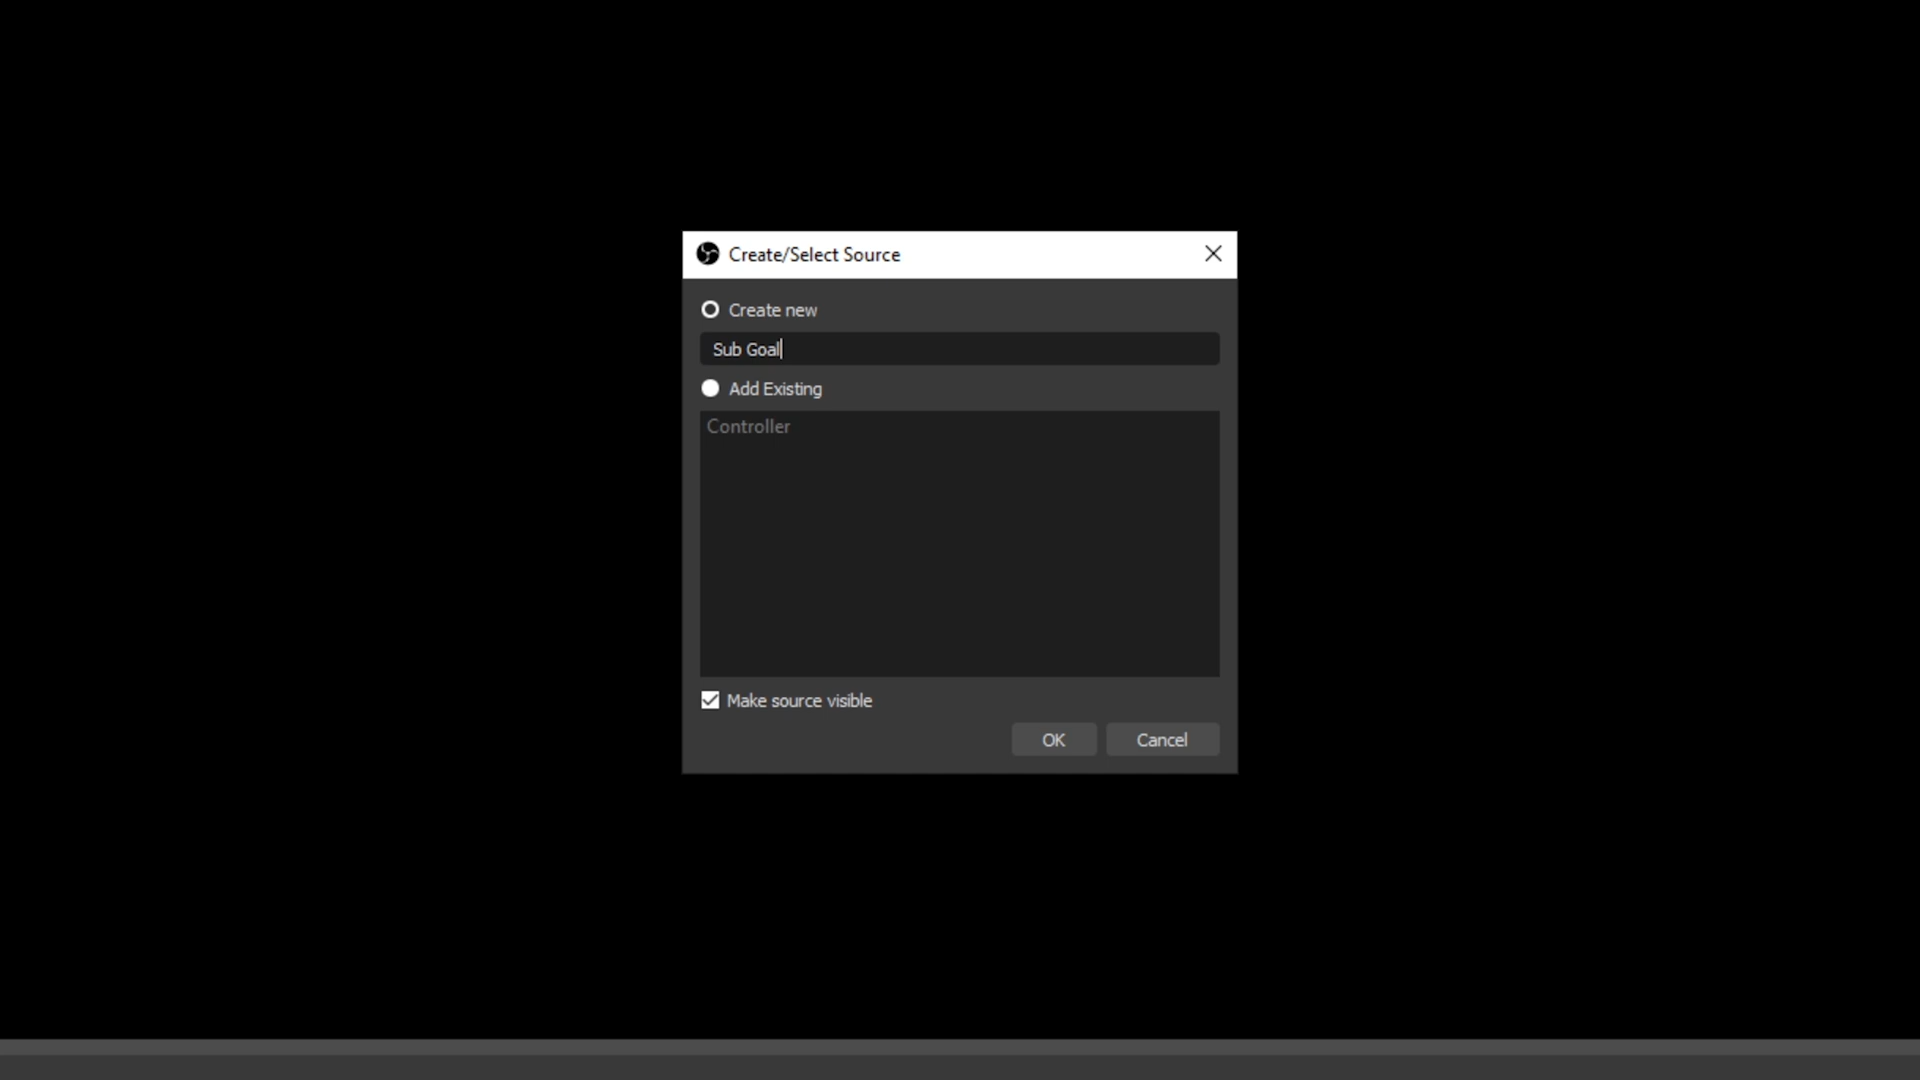 Create/Select Source
Create new
Sub Goal
Add Existing
Controller
Make source visible
OK Cancel